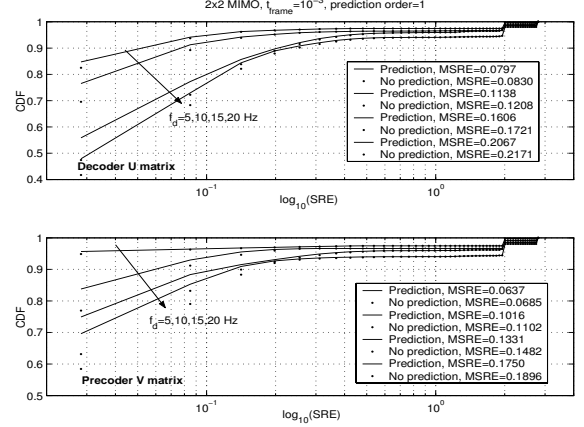 2x2 MIMO, t_frame=10^-3, prediction order=1
1
0.9
0.8
0.7
0.6
0.5
0.4
CDF
Prediction, MSRE=0.0797
No prediction, MSRE=0.0830
Prediction, MSRE=0.1138
No prediction, MSRE=0.1208
Prediction, MSRE=0.1606
No prediction, MSRE=0.1721
Prediction, MSRE=0.2067
No prediction, MSRE=0.2171
f_d=5,10,15,20 Hz
Decoder U matrix
10^-1
10^0
log_10(SRE)
1
0.9
0.8
0.7
0.6
0.5
CDF
Prediction, MSRE=0.0637
No prediction, MSRE=0.0685
Prediction, MSRE=0.1016
No prediction, MSRE=0.1102
Prediction, MSRE=0.1331
No prediction, MSRE=0.1482
Prediction, MSRE=0.1750
No prediction, MSRE=0.1896
f_d=5,10,15,20 Hz
Precoder V matrix
10^-1
10^0
log_10(SRE)